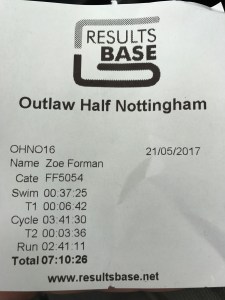 RESULTS
BASE
Outlaw Half Nottingham
OHNO16 21/05/2017
Name Zoe Forman
Cate FF5054
Swim 00:37:25
T1 00:06:42
Cycle 03:41:30
T2 00:03:36
Run 02:41:11
Total 07:10:26
www.resultsbase.net